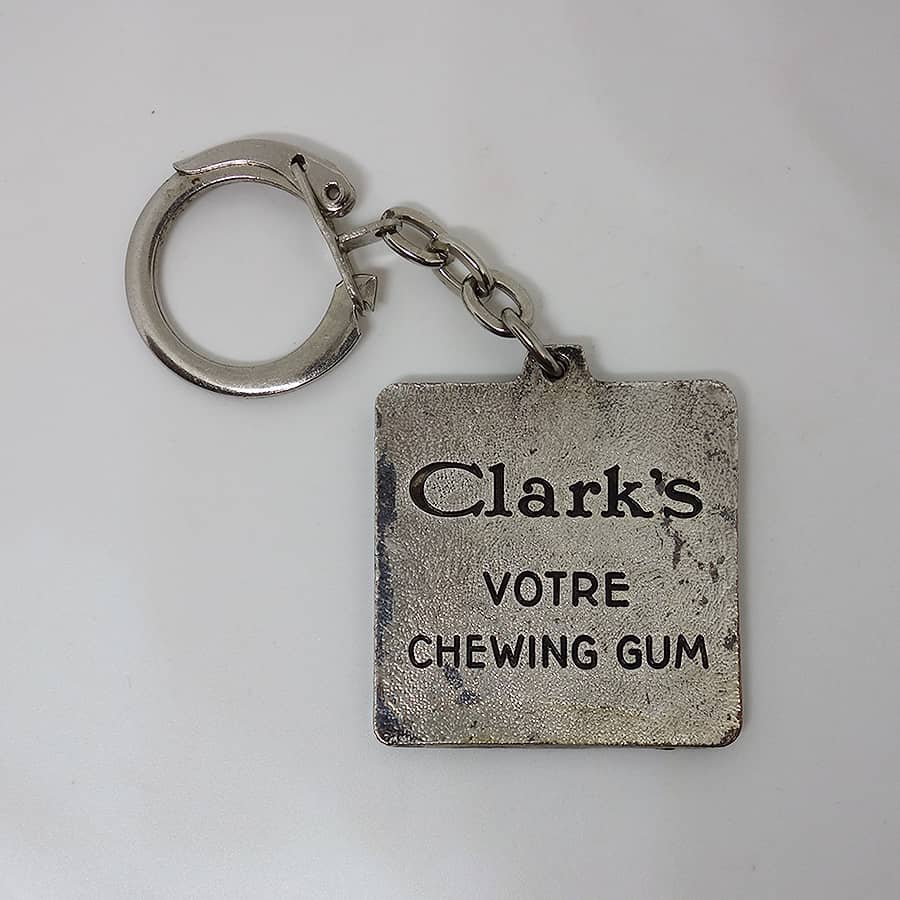 Clark's
VOTRE
CHEWING GUM